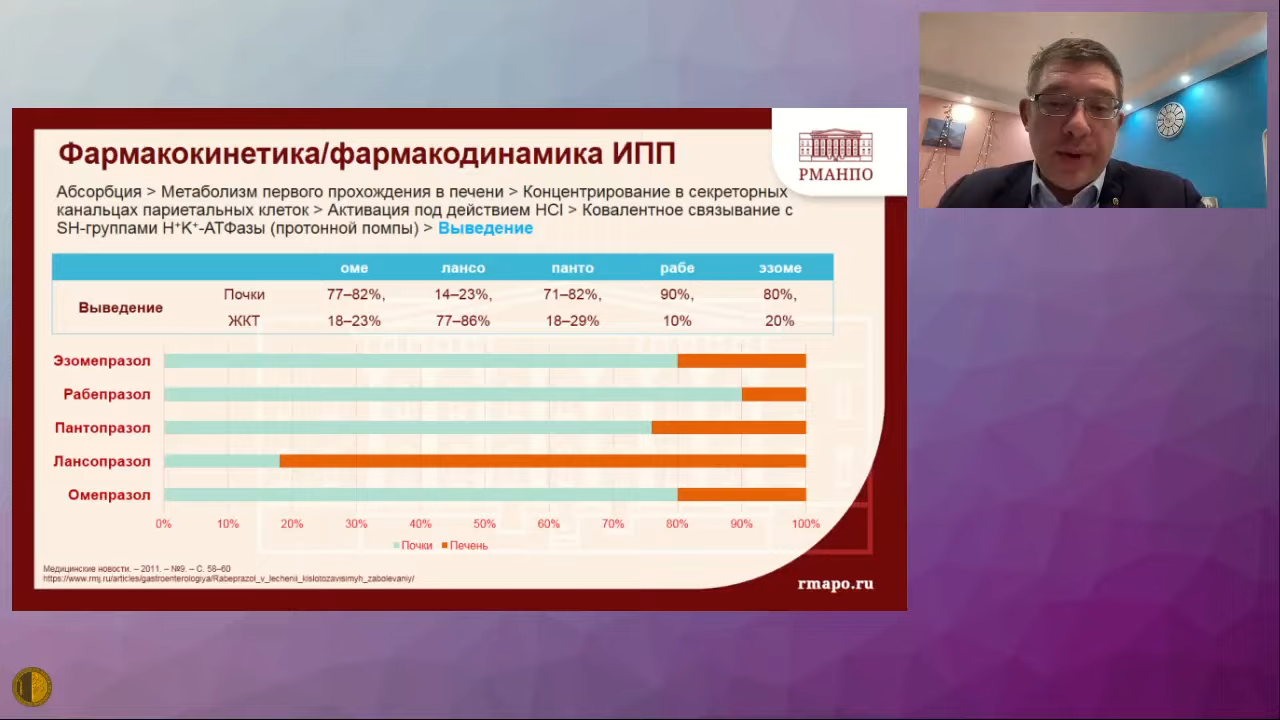 Фармакокинетика/фармакодинамика ИПП
РМАНПО
Абсорбция > Метаболизм первого прохождения в печени > Концентрирование в секреторных
канальцах париетальных клеток > Активация под действием HCl > Ковалентное связывание с
SH-группами H⁺K⁺-АТФазы (протонной помпы) > Выведение
оме лансо панто рабе эзоме
Выведение
Почки 77–82%, 14–23%, 71–82%, 90%, 80%,
ЖКТ 18–23% 77–86% 18–29% 10% 20%
Эзомепразол
Рабепразол
Пантопразол
Лансопразол
Омепразол
0% 10% 20% 30% 40% 50% 60% 70% 80% 90% 100%
Почки Печень
Медицинские новости. – 2011. – №9. – С. 58–60
https://www.rmj.ru/articles/gastroenterologiya/Rabeprazol_v_lechenii_kislotozavisimyh_zabolevaniy/
rmapo.ru